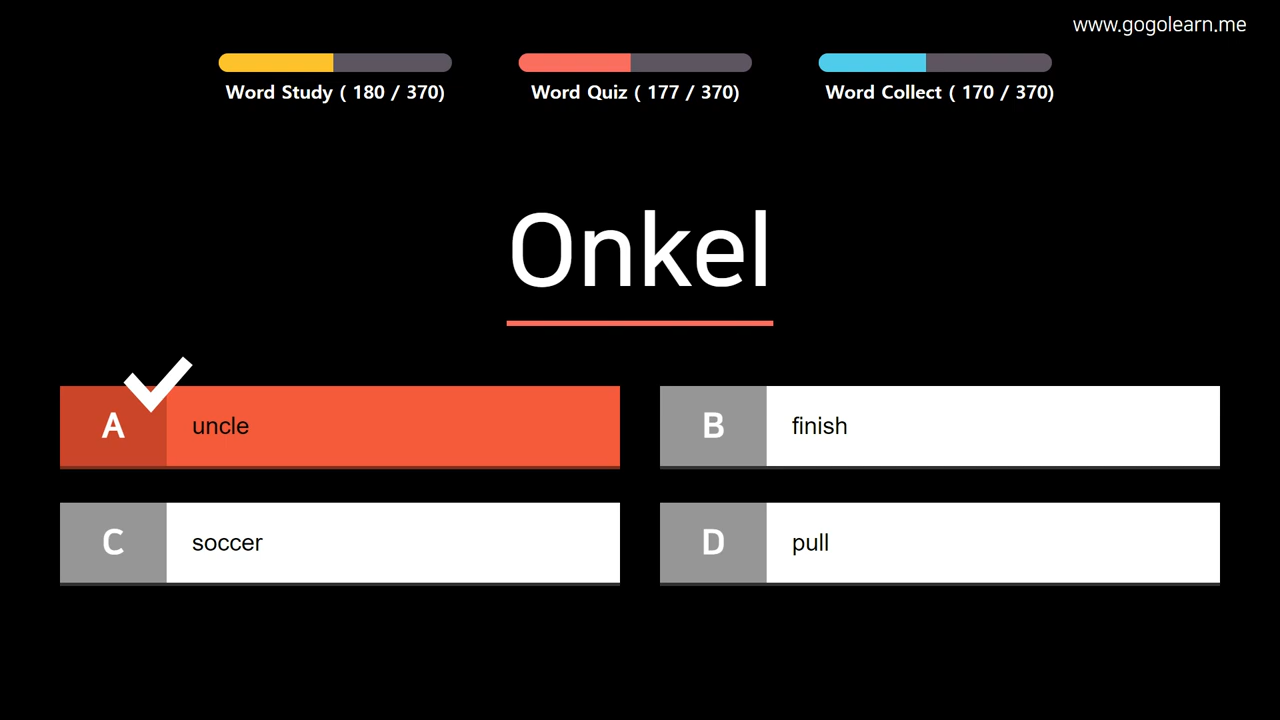 www.gogolearn.me
Word Study ( 180 / 370)
Word Quiz ( 177 / 370)
Word Collect ( 170 / 370)
Onkel
A uncle
B finish
C soccer
D pull